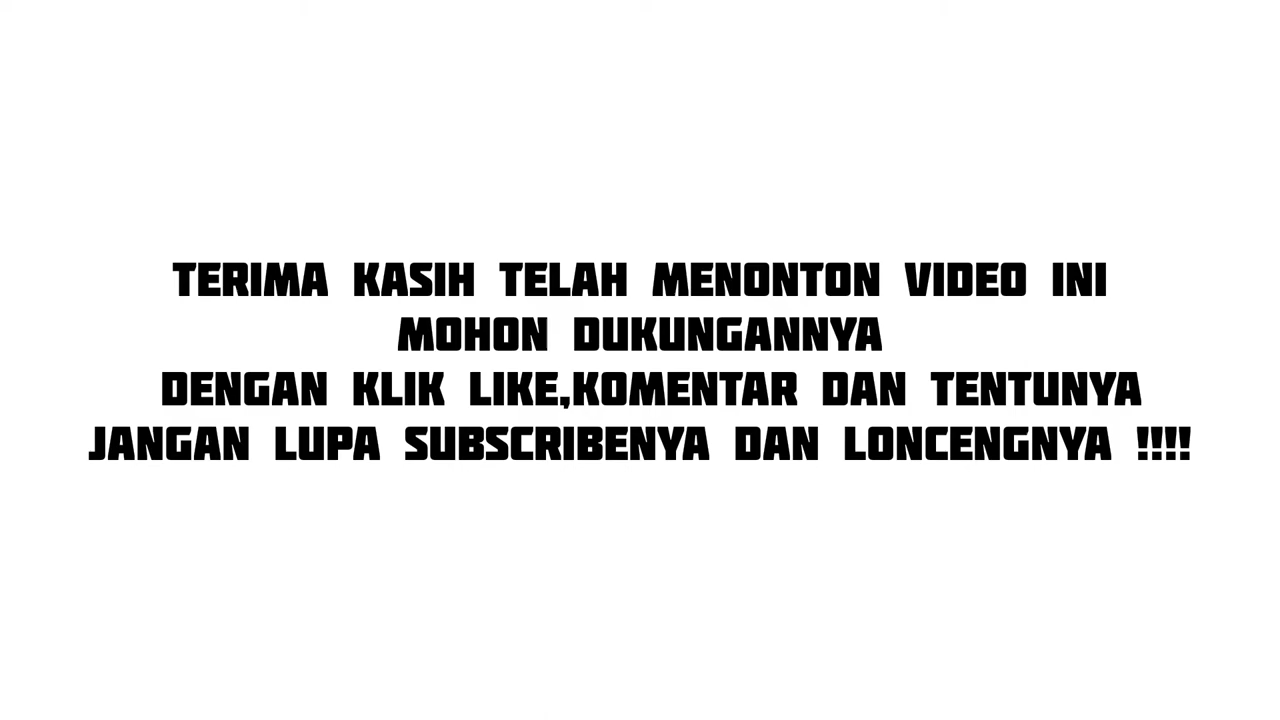 TERIMA KASIH TELAH MENONTON VIDEO INI
MOHON DUKUNGANNYA
DENGAN KLIK LIKE,KOMENTAR DAN TENTUNYA
JANGAN LUPA SUBSCRIBENYA DAN LONCENGNYA !!!!